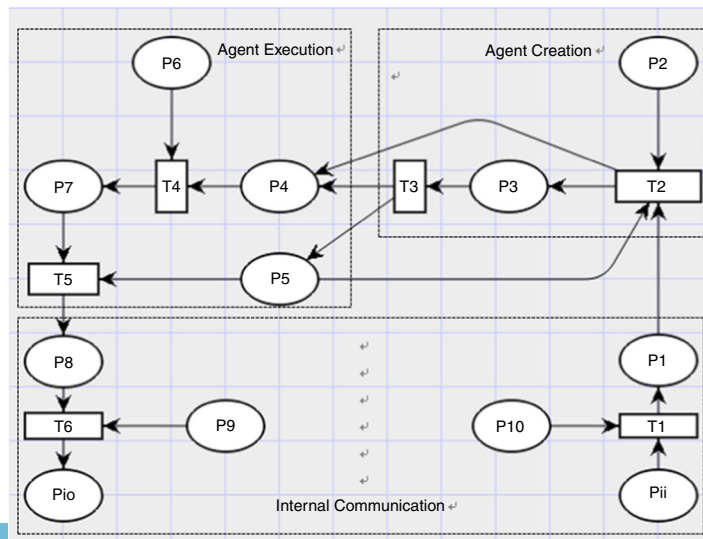 Agent Execution
Agent Creation
P6
P2
P7
T4
P4
T3
P3
T2
T5
P5
P8
P1
T6
P9
P10
T1
Pio
Pii
Internal Communication